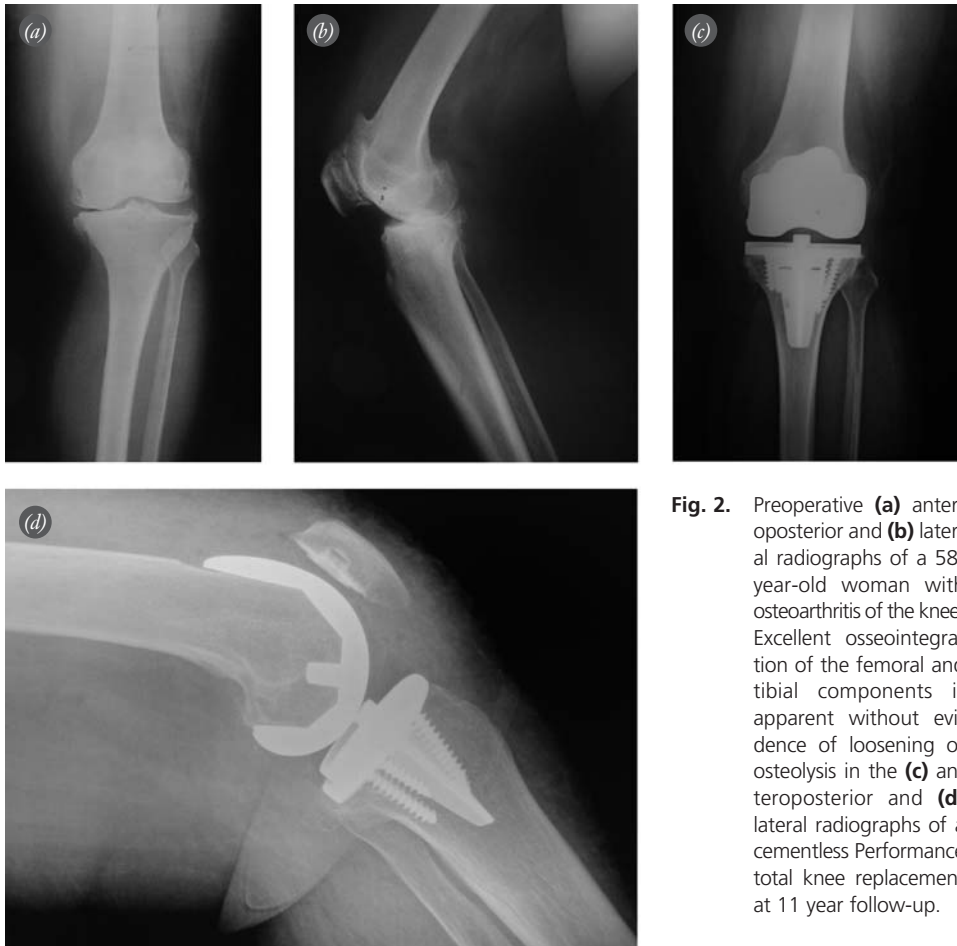 (a)
(b)
(c)
(d)
Fig. 2. Preoperative (a) anter
oposterior and (b) later
al radiographs of a 58
year-old woman with
osteoarthritis of the knee
Excellent osseointegra
tion of the femoral and
tibial components i
apparent without evi
dence of loosening o
osteolysis in the (c) an
teroposterior and (d)
lateral radiographs of a
cementless Performance
total knee replacement
at 11 year follow-up.